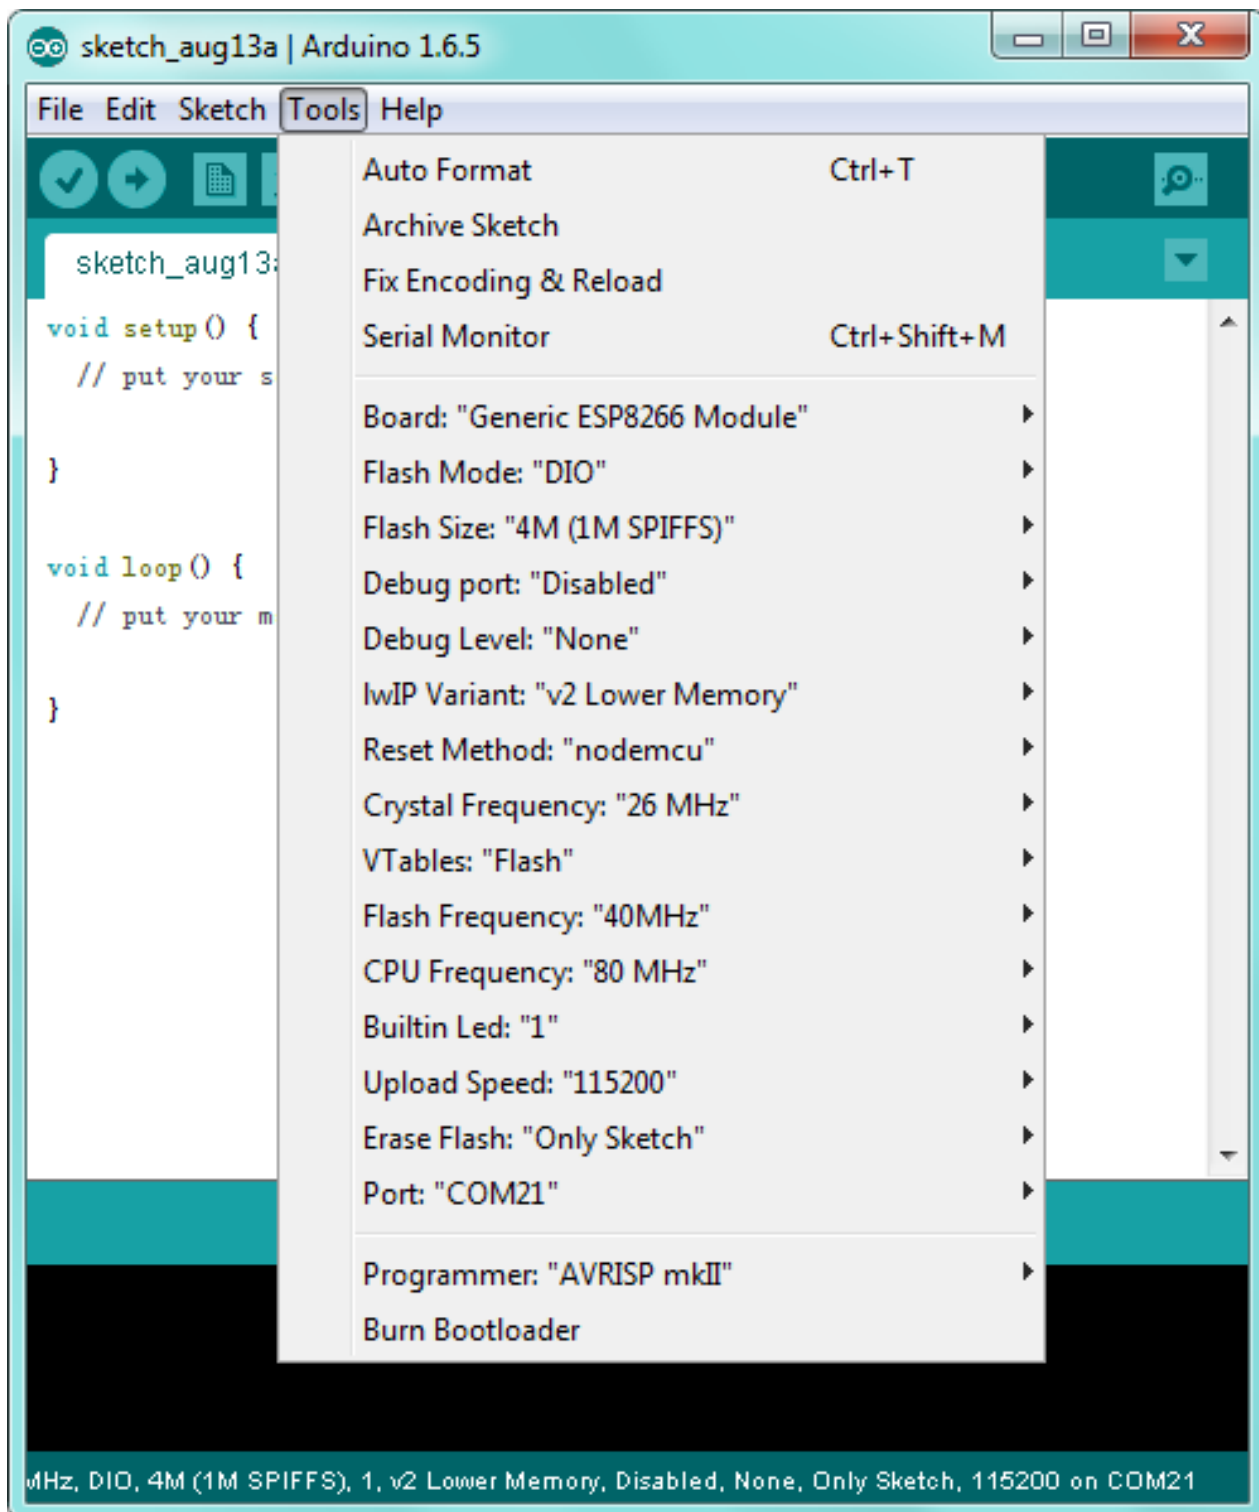 sketch_aug13a | Arduino 1.6.5
File Edit Sketch Tools Help
Auto Format Ctrl+T
Archive Sketch
sketch_aug13
Fix Encoding & Reload
void setup() {
Serial Monitor Ctrl+Shift+M
// put your s
Board: "Generic ESP8266 Module"
}
Flash Mode: "DIO"
Flash Size: "4M (1M SPIFFS)"
void loop() {
Debug port: "Disabled"
// put your m
Debug Level: "None"
lwIP Variant: "v2 Lower Memory"
}
Reset Method: "nodemcu"
Crystal Frequency: "26 MHz"
VTables: "Flash"
Flash Frequency: "40MHz"
CPU Frequency: "80 MHz"
Builtin Led: "1"
Upload Speed: "115200"
Erase Flash: "Only Sketch"
Port: "COM21"
Programmer: "AVRISP mkII"
Burn Bootloader
MHz, DIO, 4M (1M SPIFFS), 1, v2 Lower Memory, Disabled, None, Only Sketch, 115200 on COM21